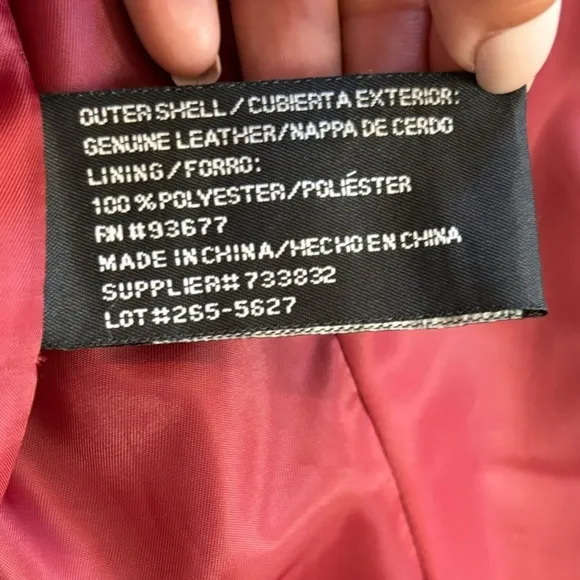 OUTER SHELL/CUBIERTA EXTERIOR:
GENUINE LEATHER/NAPPA DE CERDO
LINING/FORRO:
100%POLYESTER/POLIÉSTER
RN#93677
MADE IN CHINA/HECHO EN CHINA
SUPPLIER#733832
LOT#265-5627